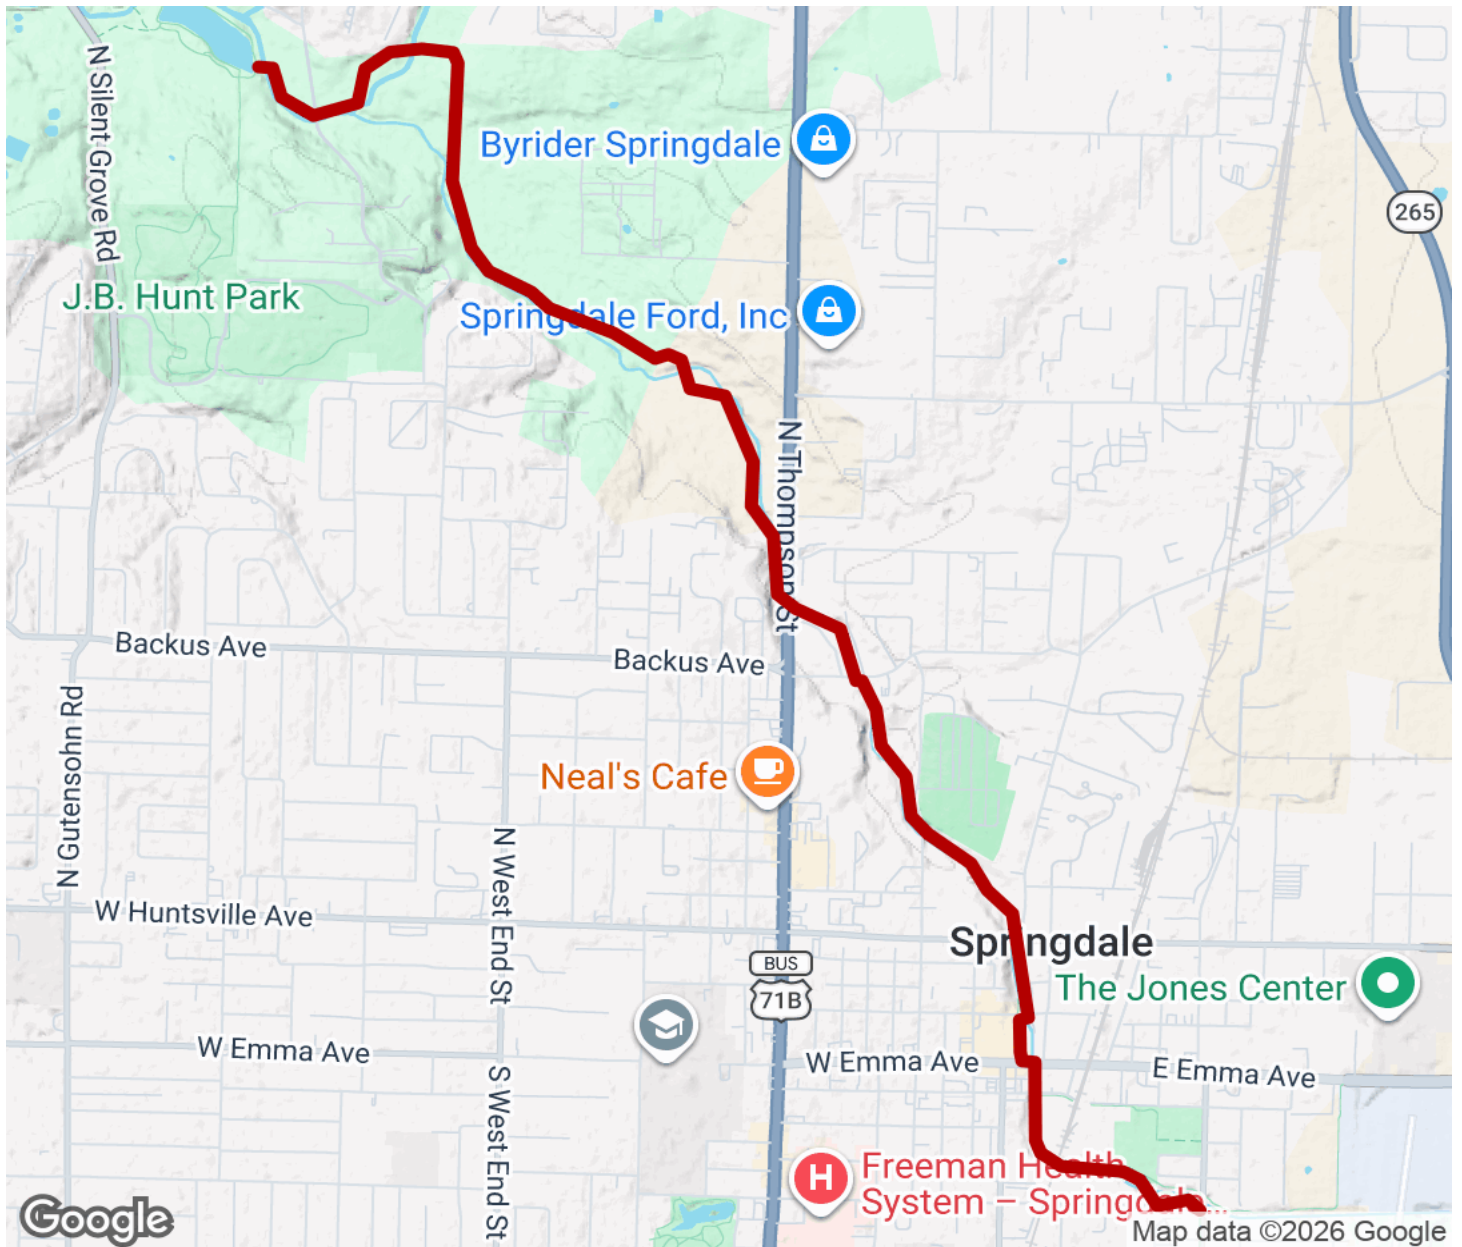 N Silent Grove Rd
Byrider Springdale
265
J.B. Hunt Park
Springdale Ford, Inc
N Thompson St
Backus Ave
Backus Ave
N Gutensohn Rd
Neal's Cafe
N West End St
W Huntsville Ave
Springdale
BUS
71B
The Jones Center
W Emma Ave
W Emma Ave
E Emma Ave
S West End St
H
Freeman Health
System – Springdale...
Google
Map data ©2026 Google